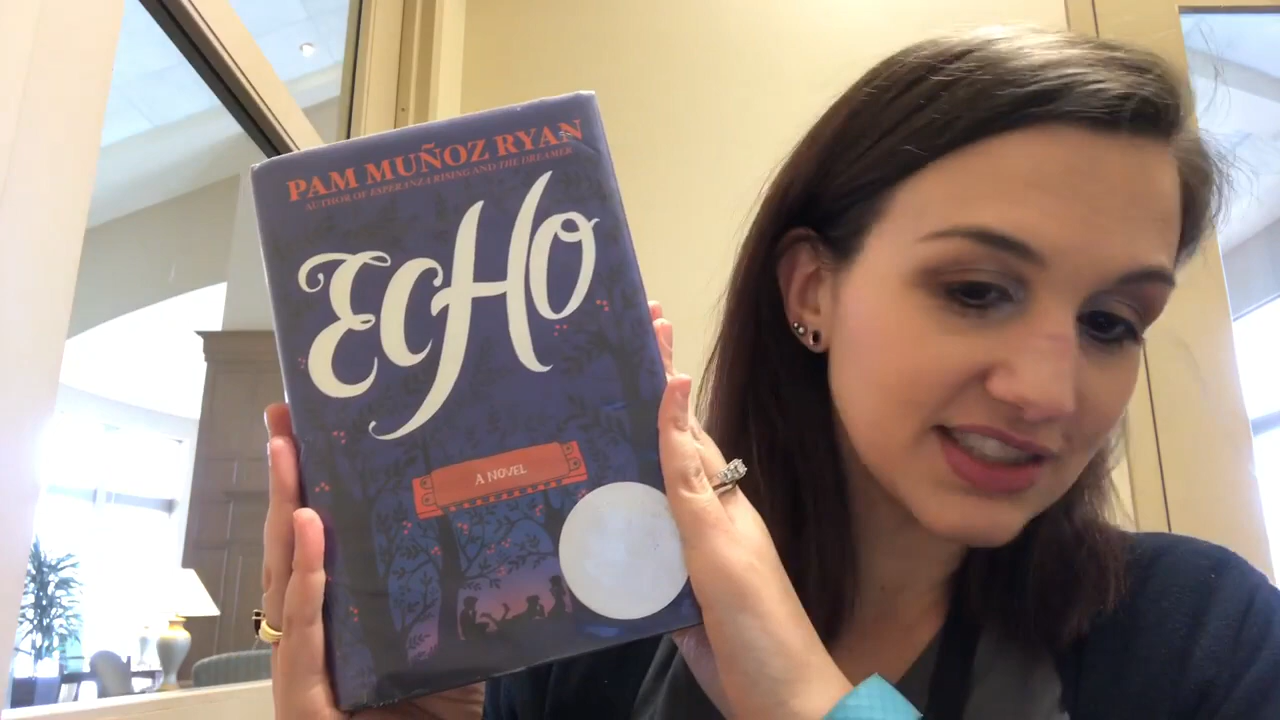 PAM MUÑOZ RYAN
AUTHOR OF ESPERANZA RISING AND THE DREAMER
ECHO
A NOVEL